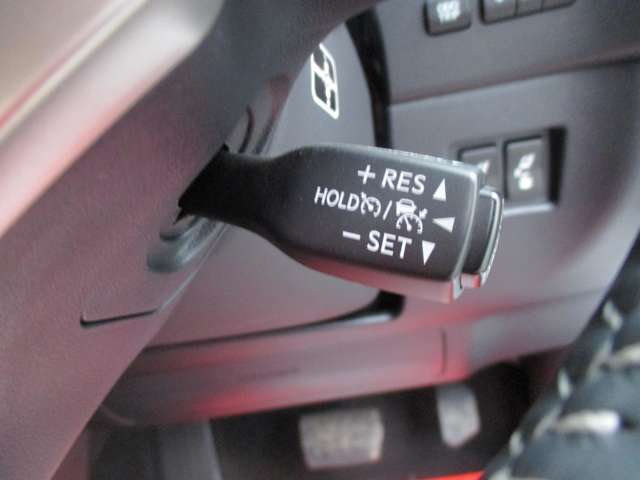 + RES ▲
HOLD / ◀
− SET ▼